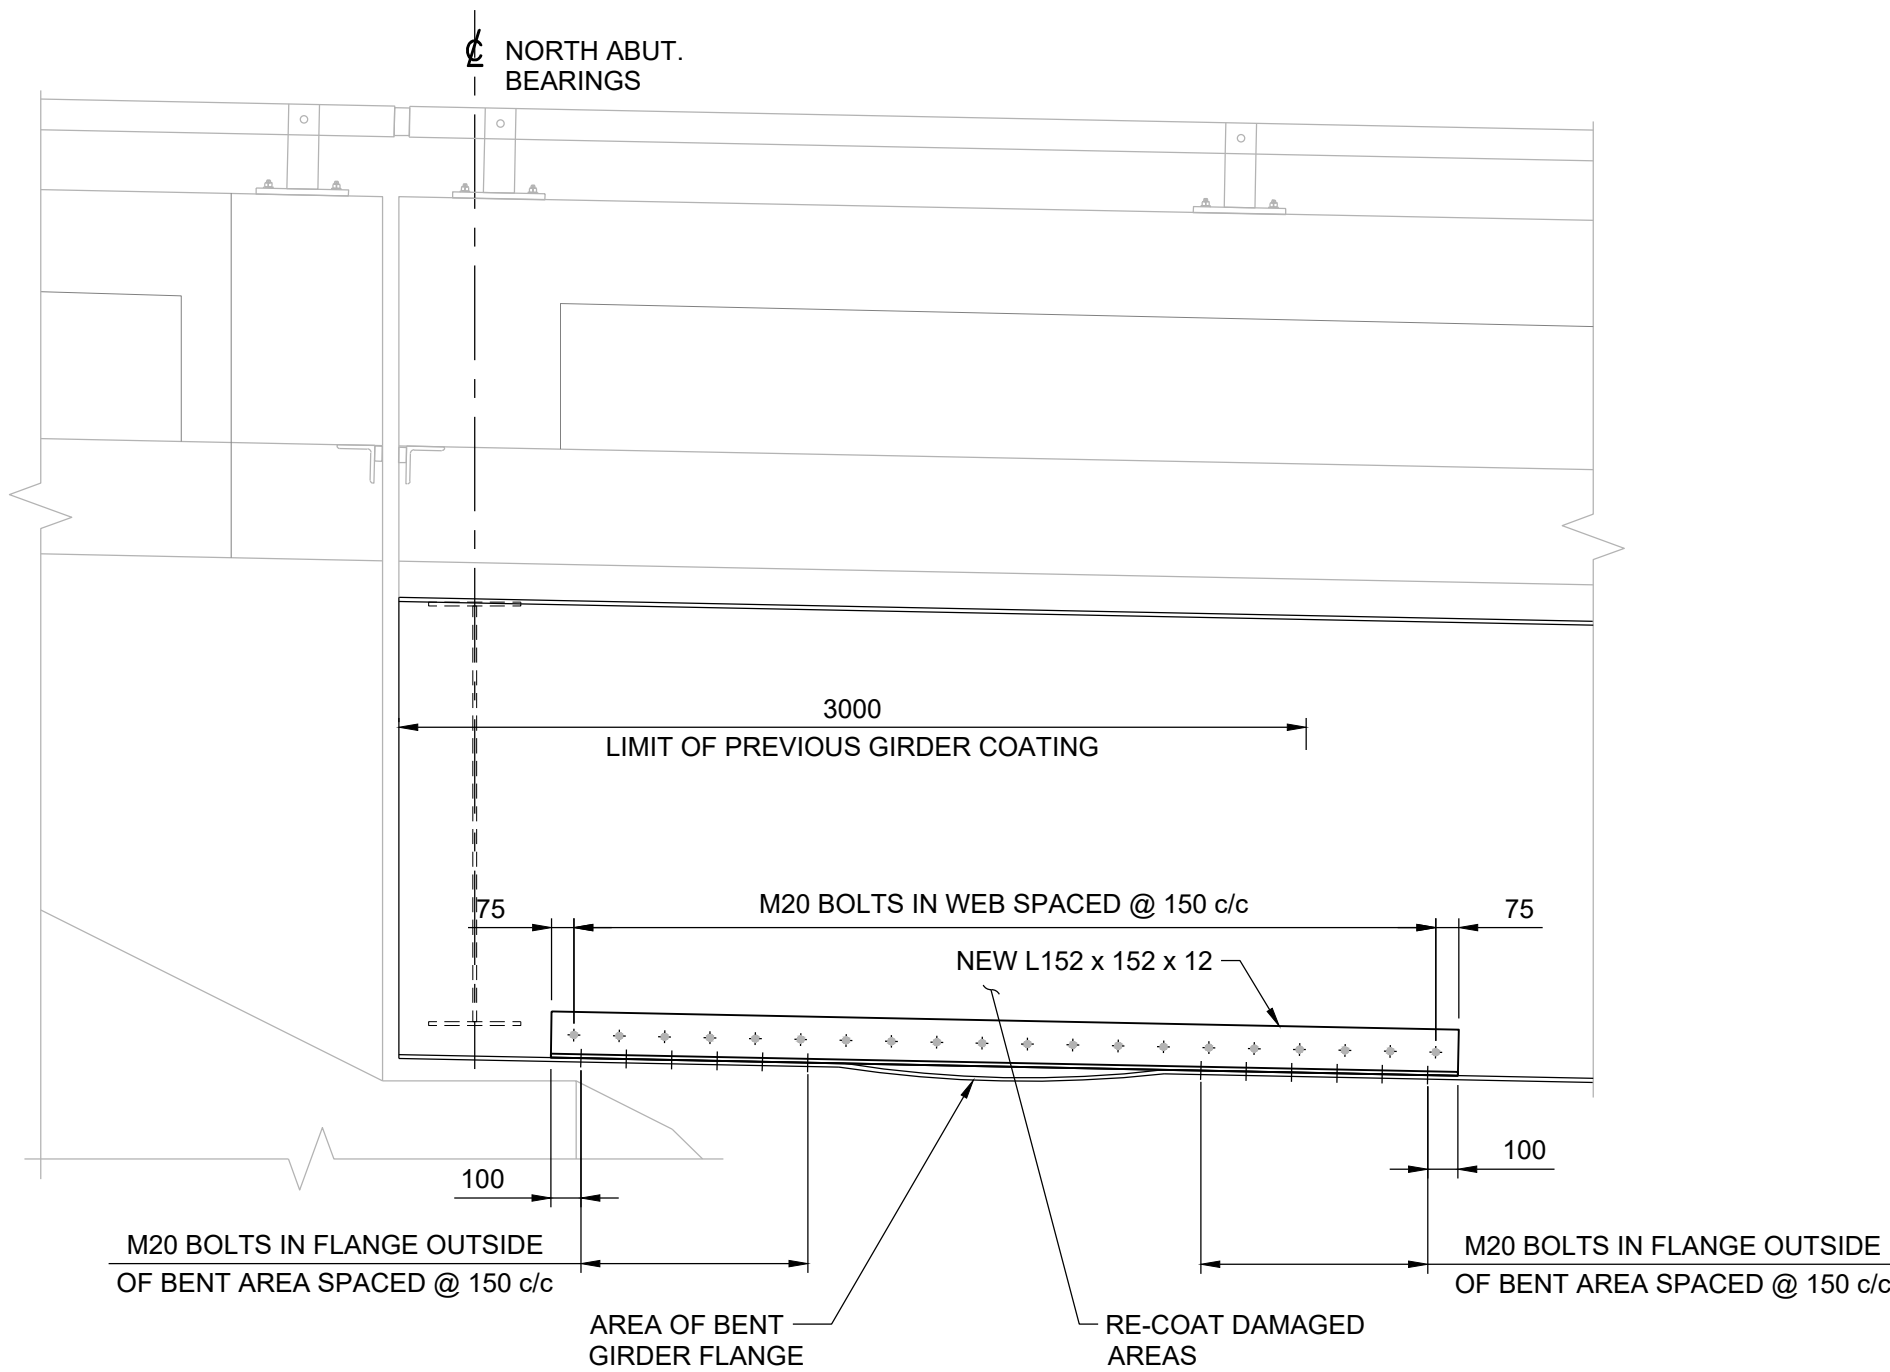 ℄ NORTH ABUT.
BEARINGS
3000
LIMIT OF PREVIOUS GIRDER COATING
75
M20 BOLTS IN WEB SPACED @ 150 c/c
75
NEW L152 x 152 x 12
100
100
M20 BOLTS IN FLANGE OUTSIDE
OF BENT AREA SPACED @ 150 c/c
M20 BOLTS IN FLANGE OUTSIDE
OF BENT AREA SPACED @ 150 c/c
AREA OF BENT
GIRDER FLANGE
RE-COAT DAMAGED
AREAS